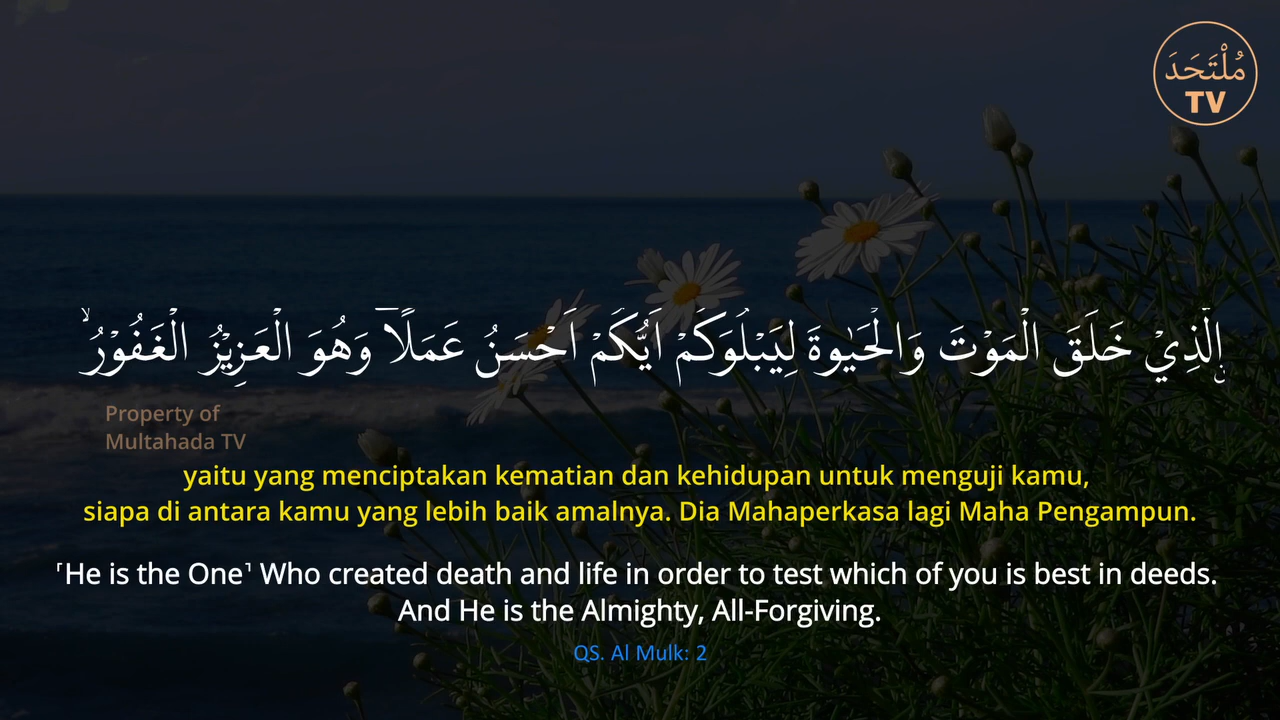 مُلْتَحَدَ
TV
اۨلَّذِيْ خَلَقَ الْمَوْتَ وَالْحَيٰوةَ لِيَبْلُوَكُمْ اَيُّكُمْ اَحْسَنُ عَمَلًاۗ وَهُوَ الْعَزِيْزُ الْغَفُوْرُۙ
Property of
Multahada TV
yaitu yang menciptakan kematian dan kehidupan untuk menguji kamu,
siapa di antara kamu yang lebih baik amalnya. Dia Mahaperkasa lagi Maha Pengampun.
˹He is the One˺ Who created death and life in order to test which of you is best in deeds.
And He is the Almighty, All-Forgiving.
QS. Al Mulk: 2